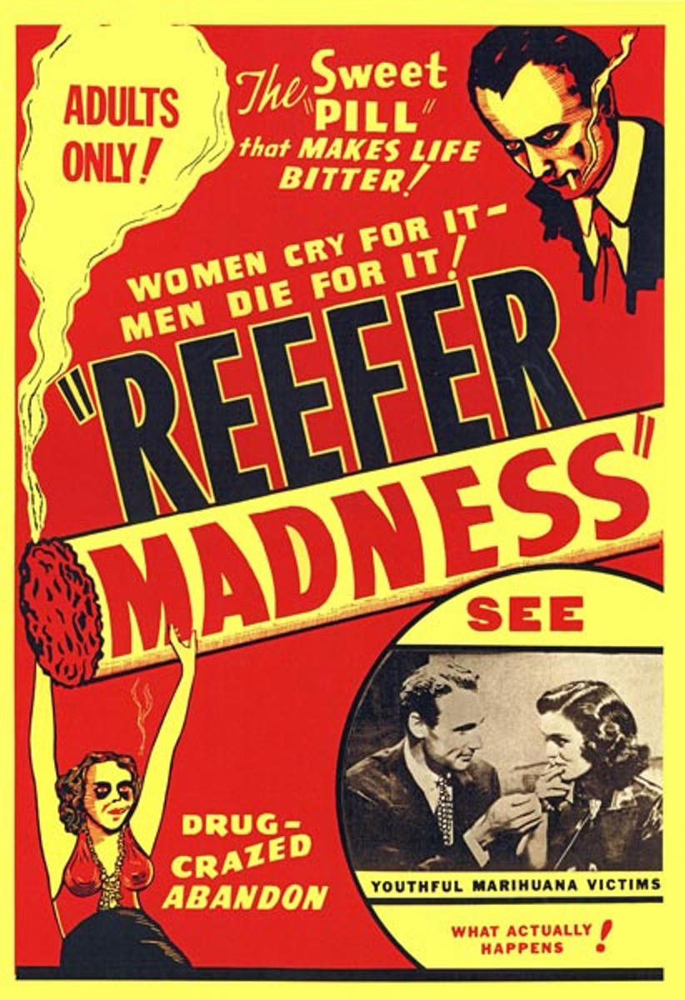 ADULTS
ONLY!
The Sweet
"PILL"
that MAKES LIFE
BITTER!
WOMEN CRY FOR IT-
MEN DIE FOR IT!
"REEFER
MADNESS"
SEE
YOUTHFUL MARIHUANA VICTIMS
WHAT ACTUALLY
HAPPENS!
DRUG-
CRAZED
ABANDON